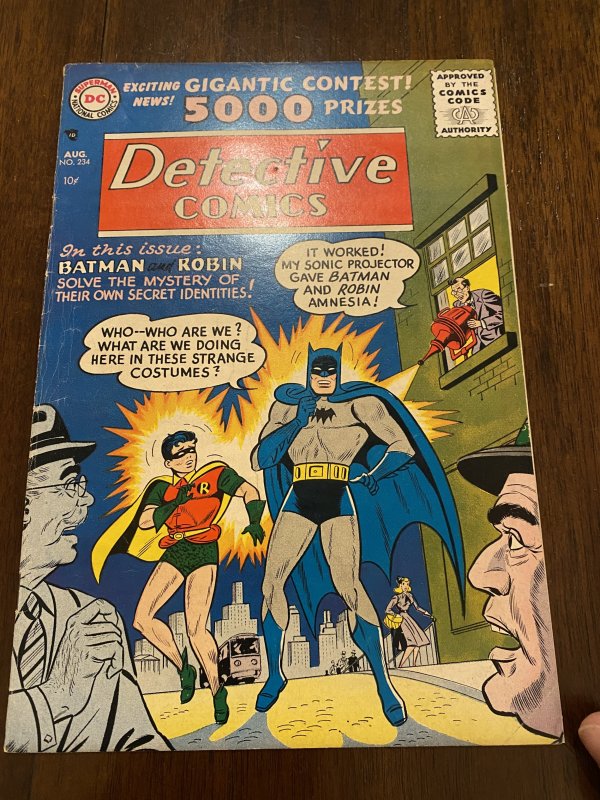 SUPERMAN
DC
NATIONAL COMICS
EXCITING NEWS!
GIGANTIC CONTEST!
5000 PRIZES
APPROVED
BY THE
COMICS
CODE
CA
AUTHORITY
AUG.
NO. 234
10¢
Detective
COMICS
In this issue:
BATMAN and ROBIN
SOLVE THE MYSTERY OF
THEIR OWN SECRET IDENTITIES!
IT WORKED!
MY SONIC PROJECTOR
GAVE BATMAN
AND ROBIN
AMNESIA!
WHO--WHO ARE WE?
WHAT ARE WE DOING
HERE IN THESE STRANGE
COSTUMES?
R